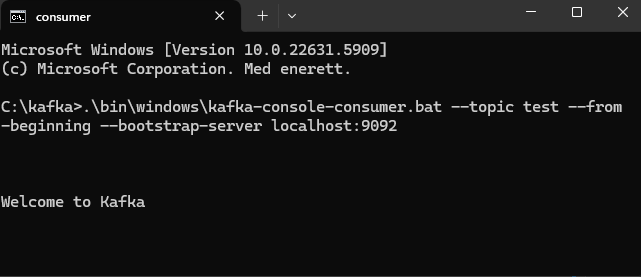 consumer
Microsoft Windows [Version 10.0.22631.5909]
(c) Microsoft Corporation. Med enerett.
C:\kafka>.\bin\windows\kafka-console-consumer.bat --topic test --from
-beginning --bootstrap-server localhost:9092
Welcome to Kafka